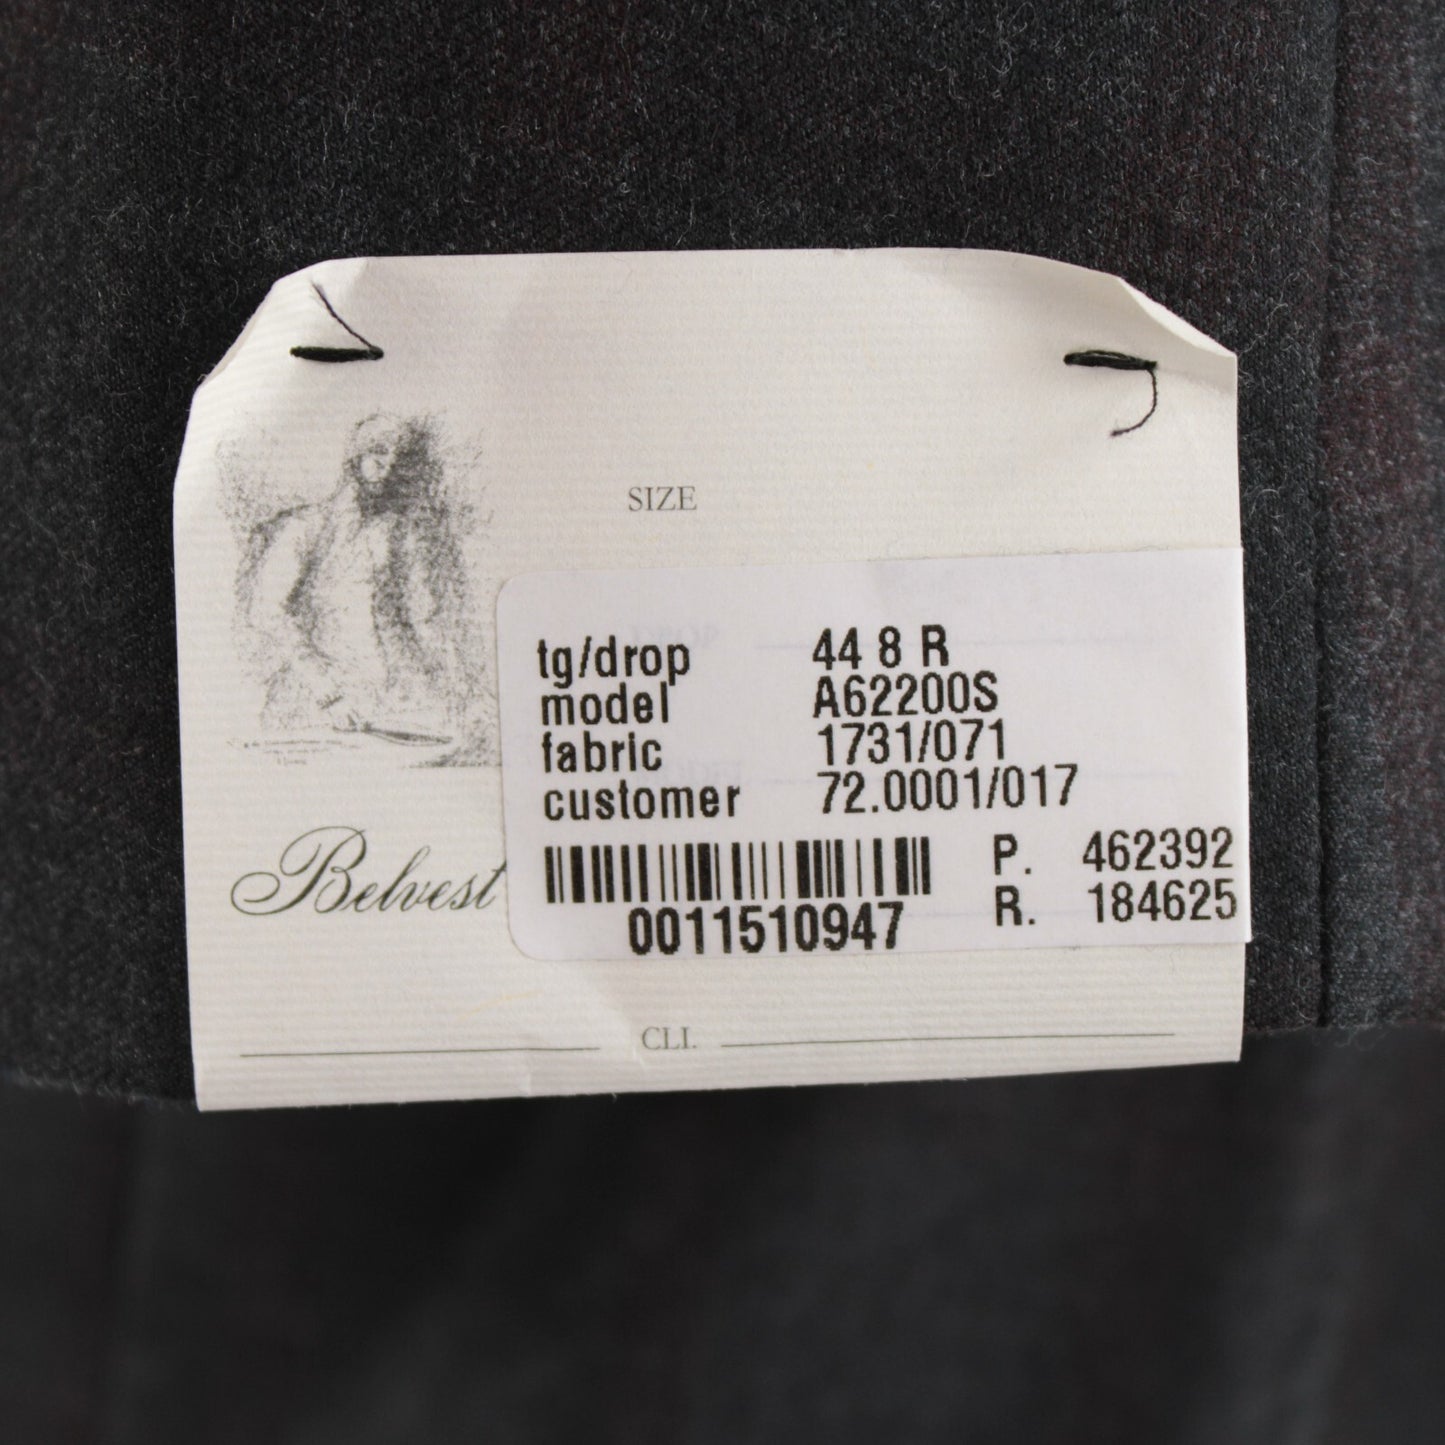 SIZE
tg/drop 44 8 R
model A62200S
fabric 1731/071
customer 72.0001/017
Belvest
P. 462392
R. 184625
0011510947
CLI.